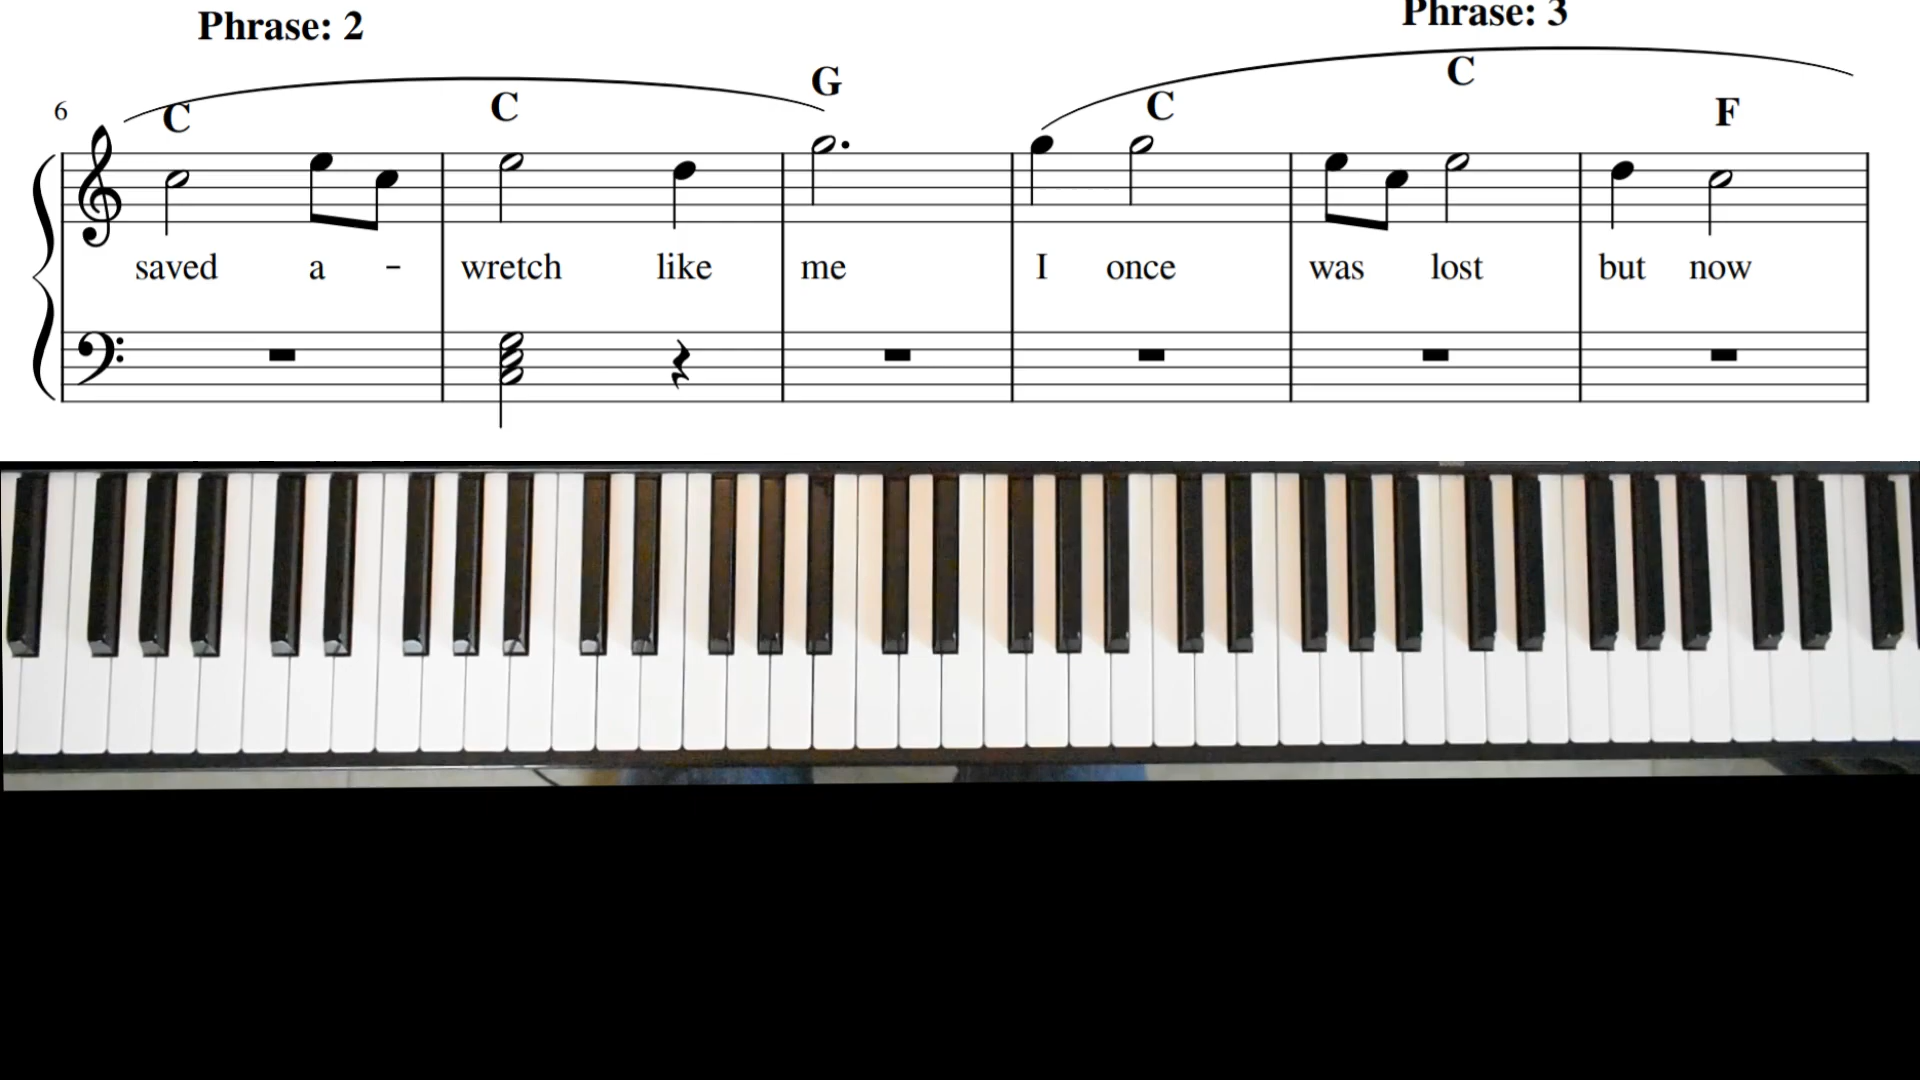 Phrase: 2 Phrase: 3
C C G C C F
6
saved a - wretch like me I once was lost but now